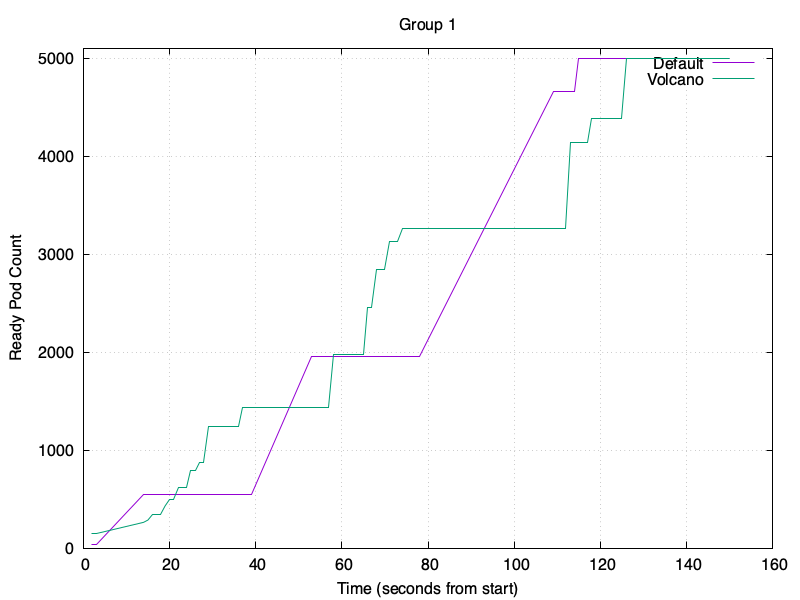 Group 1
5000
4000
3000
2000
1000
0
Ready Pod Count
Default
Volcano
0 20 40 60 80 100 120 140 160
Time (seconds from start)